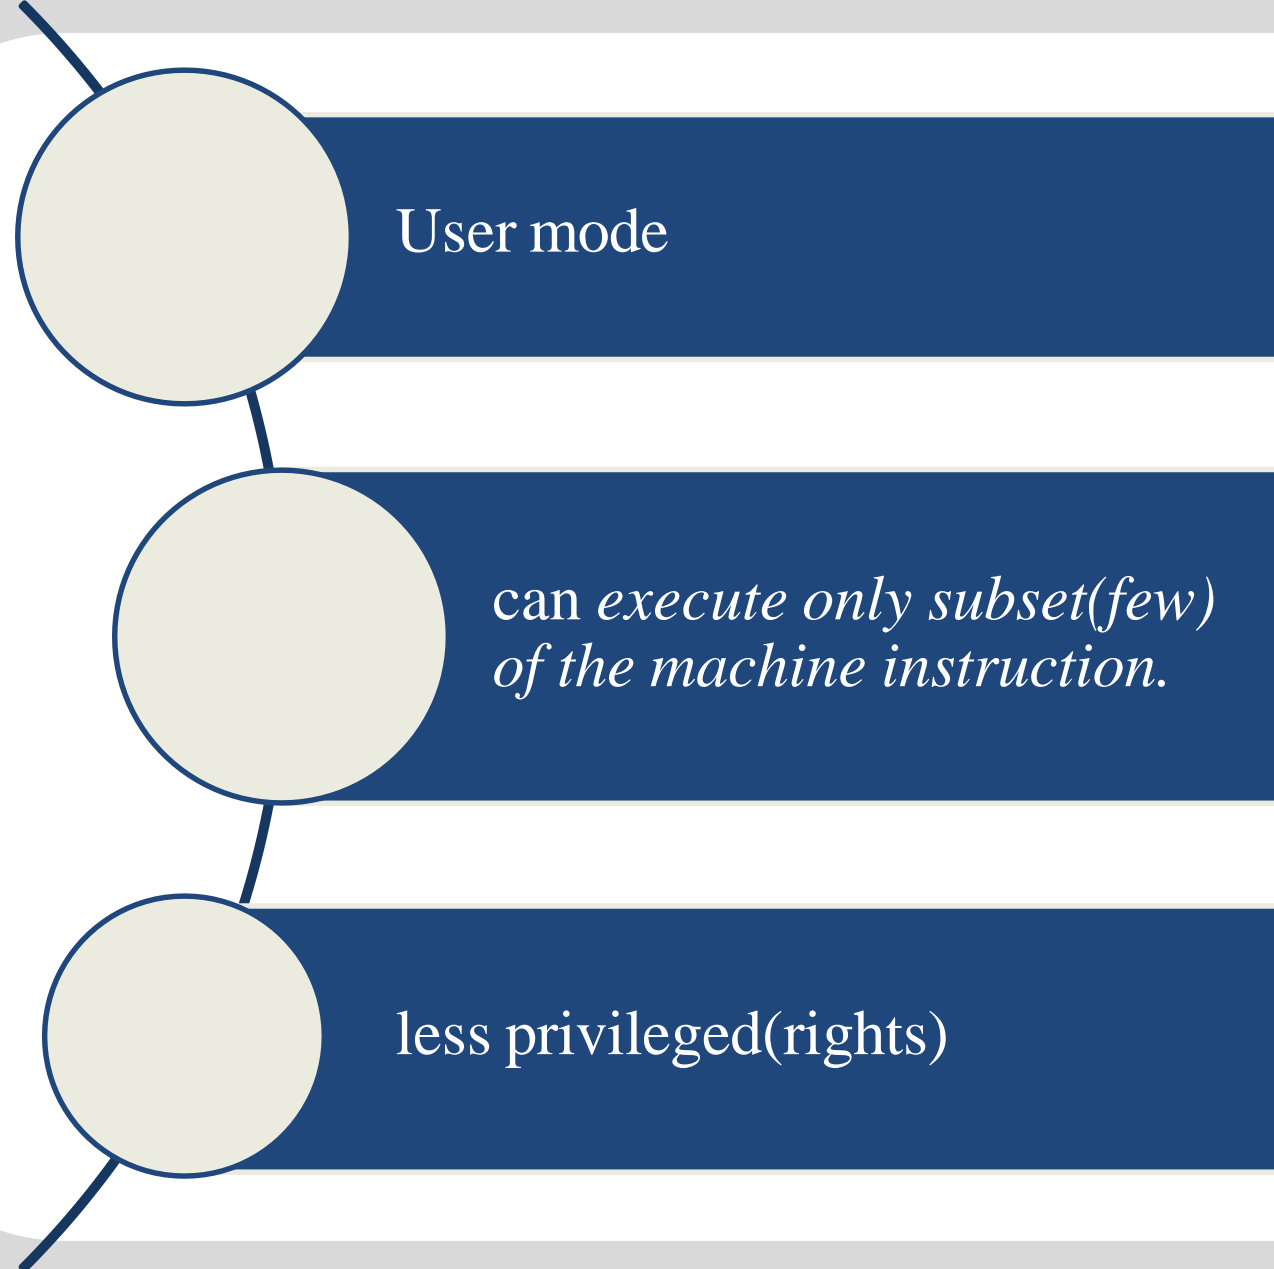 User mode
can execute only subset(few)
of the machine instruction.
less privileged(rights)